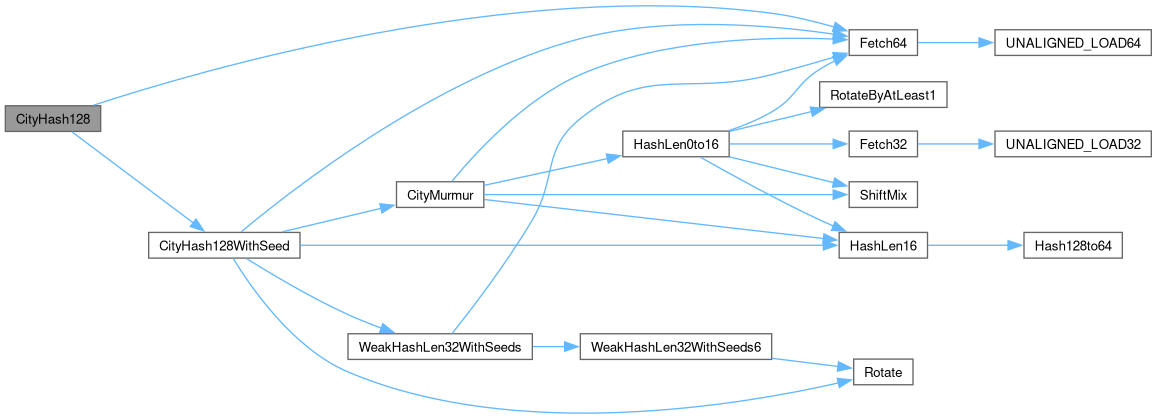 CityHash128
CityHash128WithSeed
CityMurmur
WeakHashLen32WithSeeds
HashLen0to16
WeakHashLen32WithSeeds6
Fetch64
RotateByAtLeast1
Fetch32
ShiftMix
HashLen16
Rotate
UNALIGNED_LOAD64
UNALIGNED_LOAD32
Hash128to64